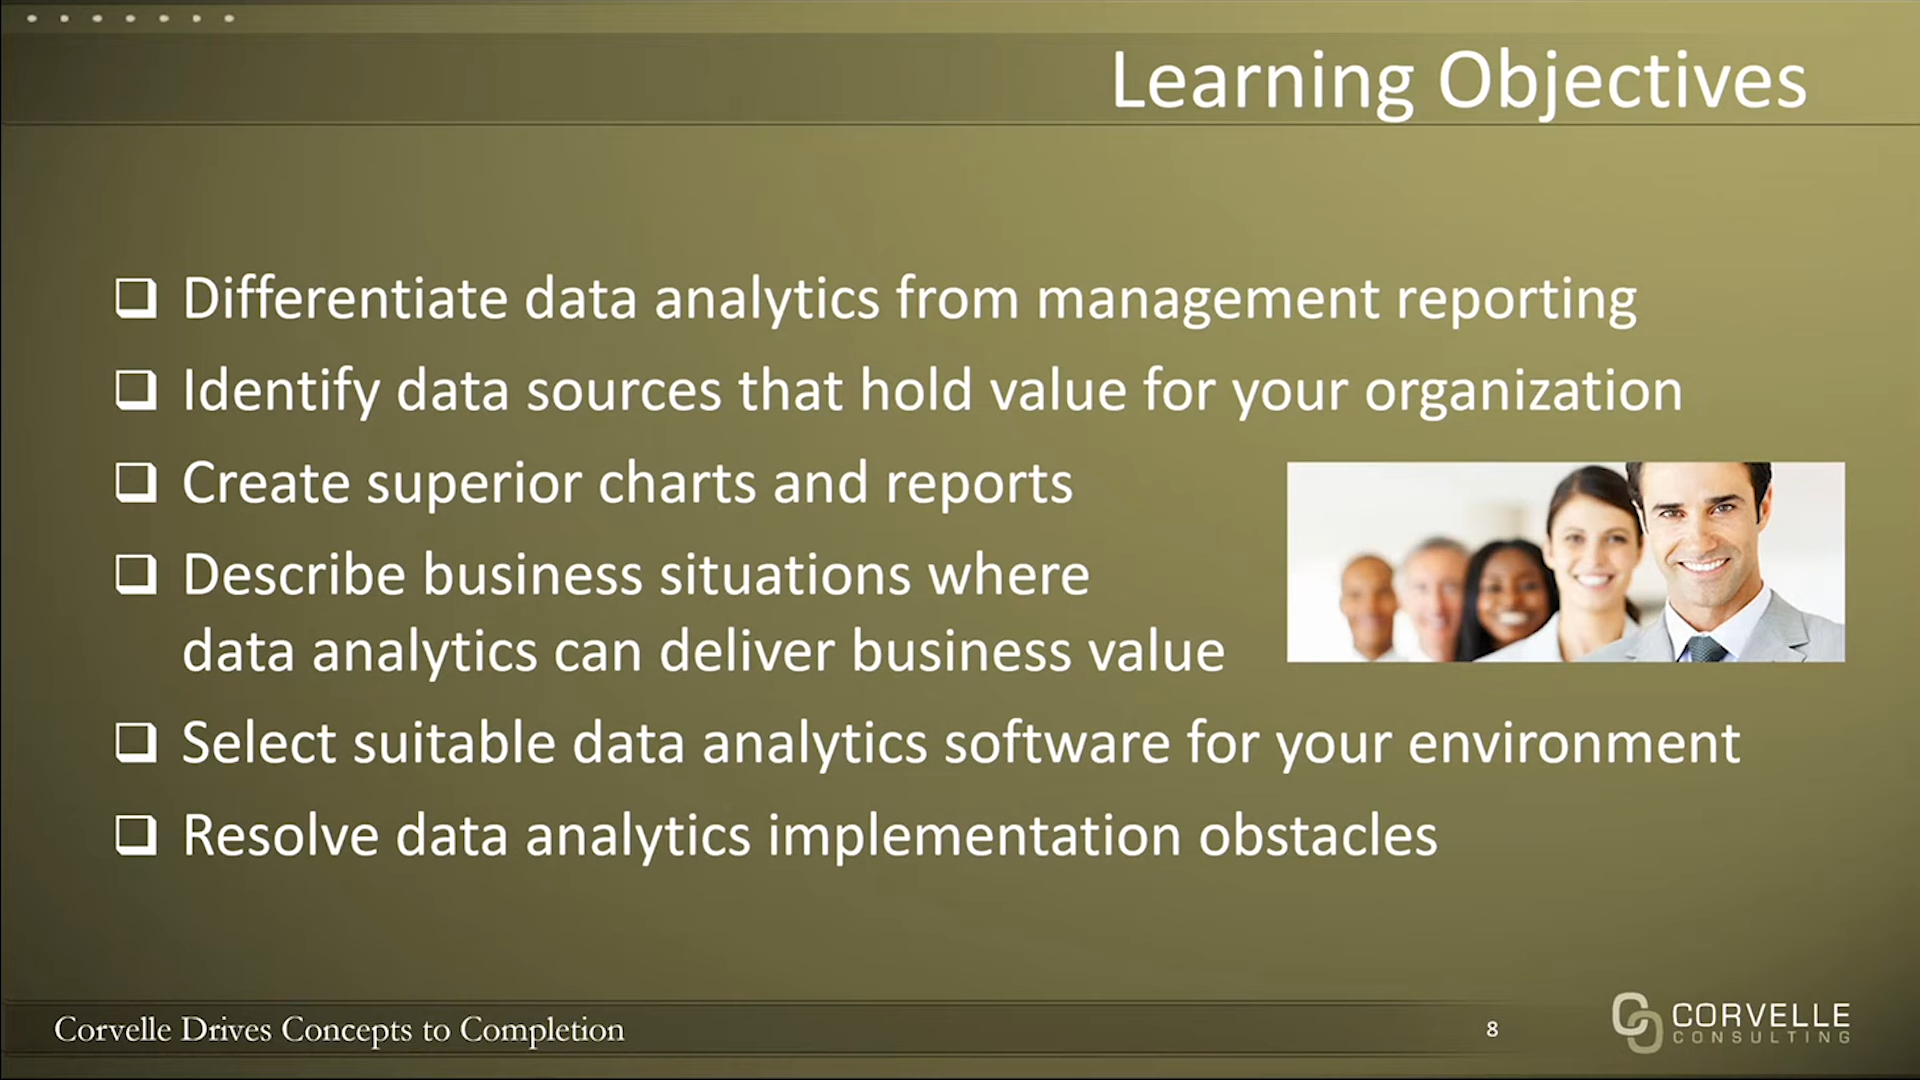 Learning Objectives
Differentiate data analytics from management reporting
Identify data sources that hold value for your organization
Create superior charts and reports
Describe business situations where
data analytics can deliver business value
Select suitable data analytics software for your environment
Resolve data analytics implementation obstacles
Corvelle Drives Concepts to Completion
8
CORVELLE
CONSULTING